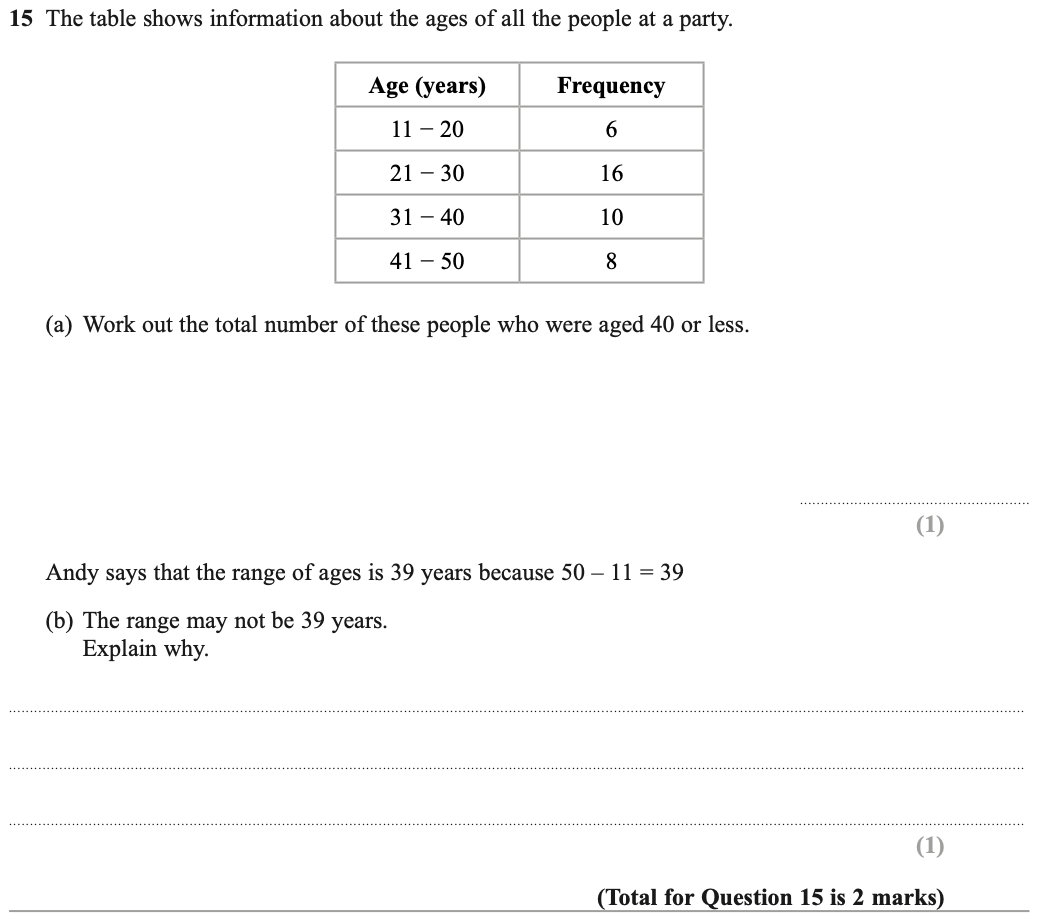 15 The table shows information about the ages of all the people at a party.
Age (years) Frequency
11 – 20 6
21 – 30 16
31 – 40 10
41 – 50 8
(a) Work out the total number of these people who were aged 40 or less.
(1)
Andy says that the range of ages is 39 years because 50 – 11 = 39
(b) The range may not be 39 years.
Explain why.
(1)
(Total for Question 15 is 2 marks)